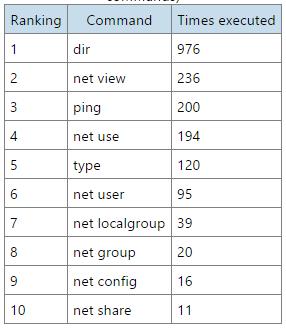 commands)
Ranking Command Times executed
1 dir 976
2 net view 236
3 ping 200
4 net use 194
5 type 120
6 net user 95
7 net localgroup 39
8 net group 20
9 net config 16
10 net share 11